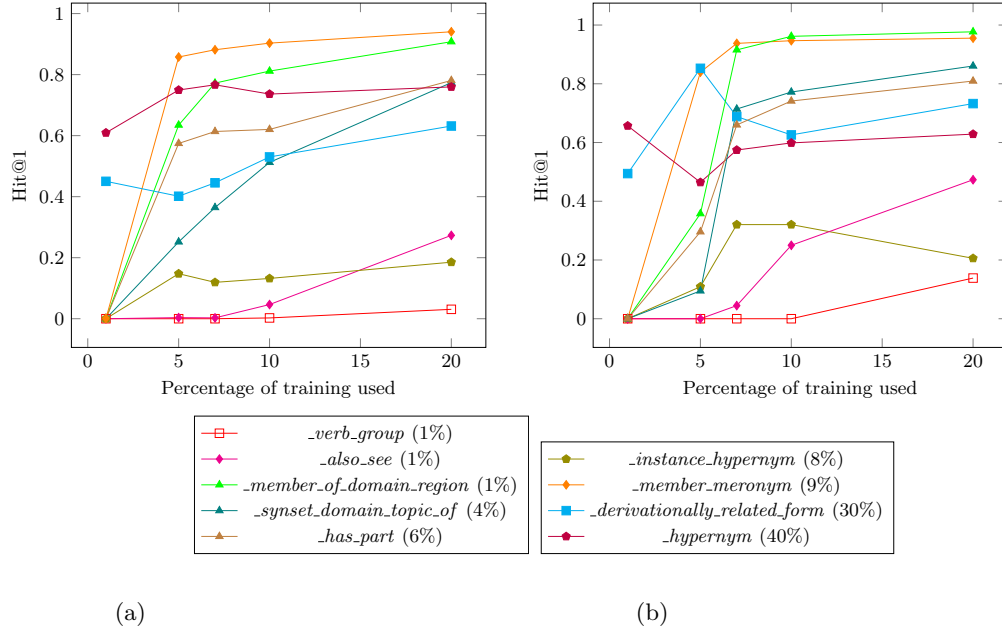 1
0.8
0.6
0.4
0.2
0
0
5
10
15
20
Hit@1
Percentage of training used
1
0.8
0.6
0.4
0.2
0
0
5
10
15
20
Hit@1
Percentage of training used
_verb_group (1%)
_also_see (1%)
_member_of_domain_region (1%)
_synset_domain_topic_of (4%)
_has_part (6%)
_instance_hypernym (8%)
_member_meronym (9%)
_derivationally_related_form (30%)
_hypernym (40%)
(a)
(b)